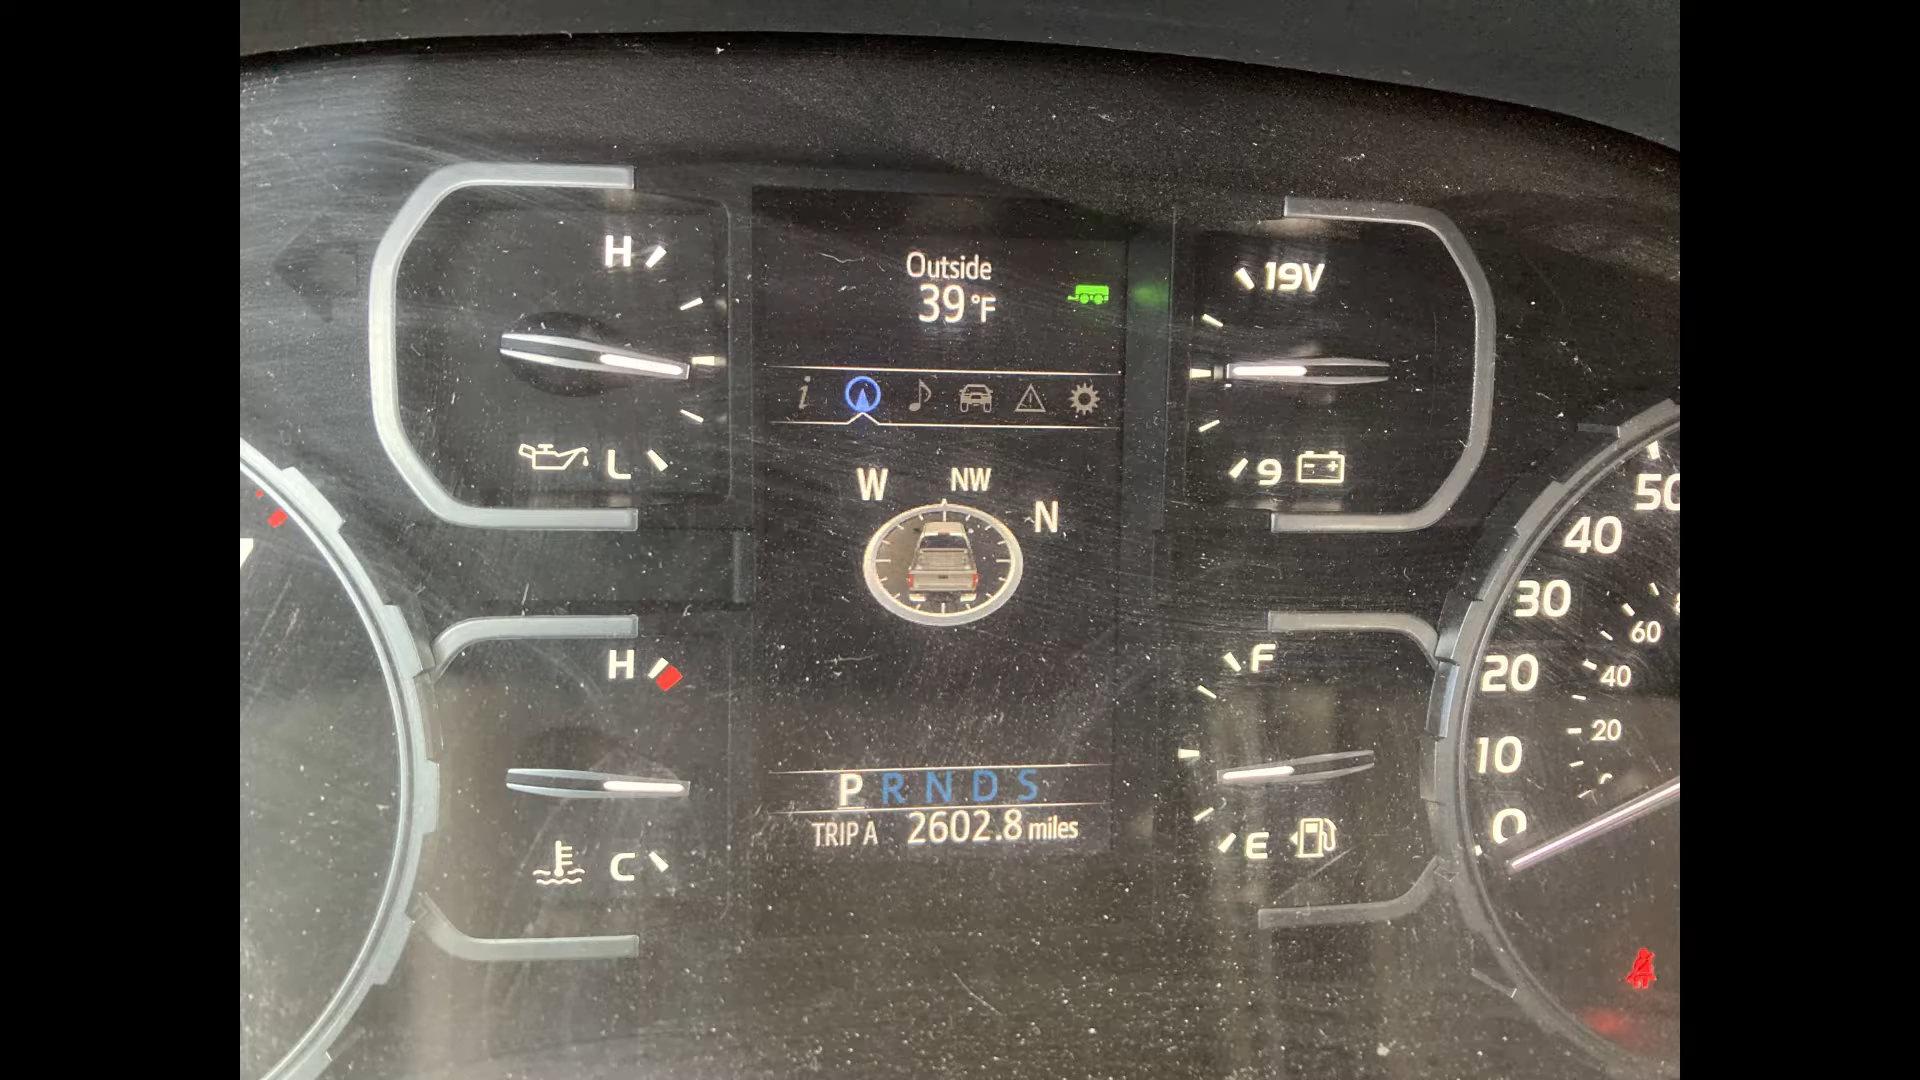 H
L
Outside
39°F
19V
9
i
W NW N
50
40
30
20
10
0
60
40
20
H
C
F
E
P R N D S
TRIP A 2602.8 miles